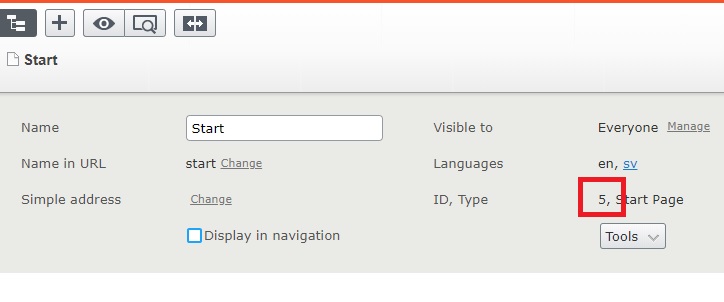 Start
Name Start Visible to Everyone Manage
Name in URL start Change Languages en, sv
Simple address Change ID, Type 5, Start Page
Display in navigation Tools